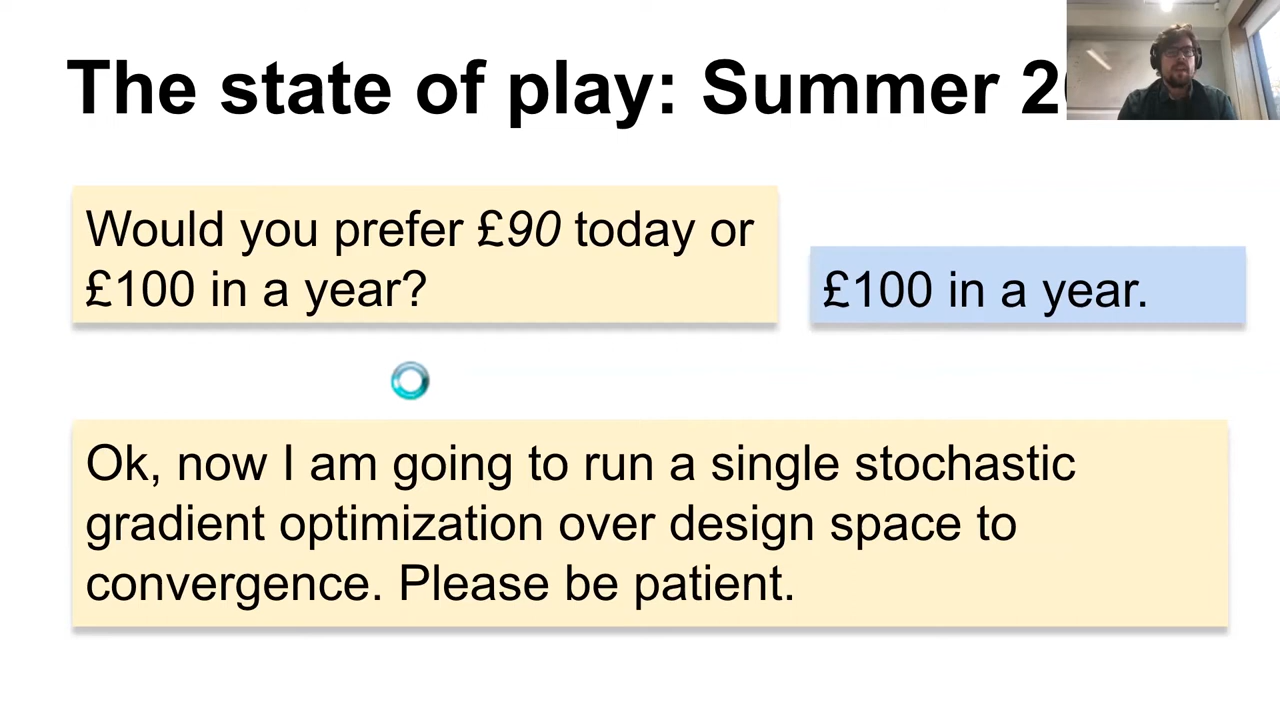 The state of play: Summer
Would you prefer £90 today or
£100 in a year?
£100 in a year.
Ok, now I am going to run a single stochastic
gradient optimization over design space to
convergence. Please be patient.